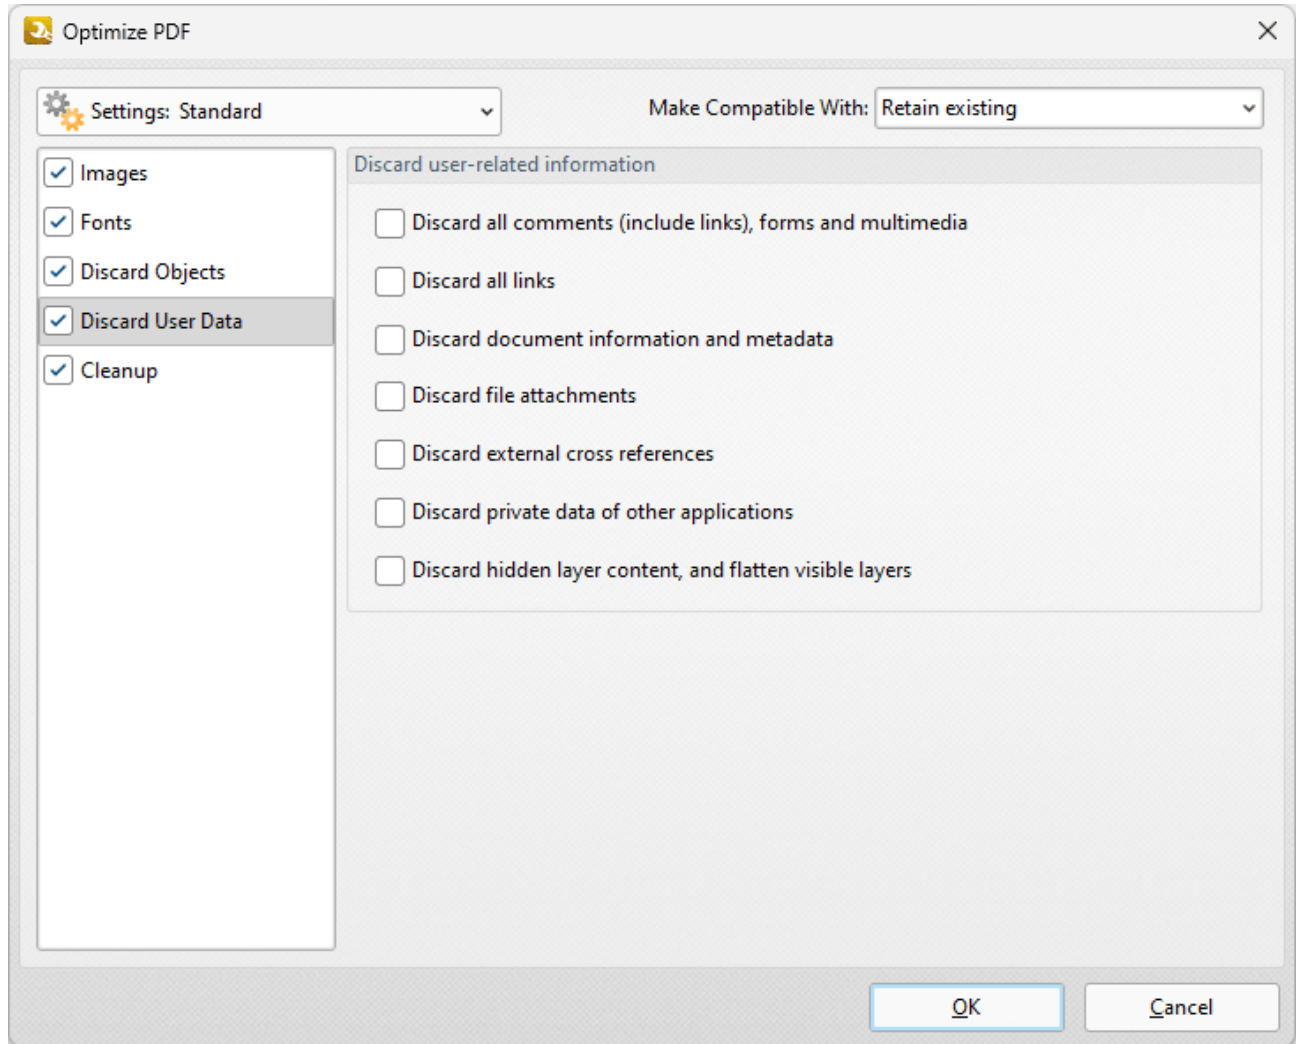 Optimize PDF
Settings: Standard
Make Compatible With: Retain existing
Images
Fonts
Discard Objects
Discard User Data
Cleanup
Discard user-related information
Discard all comments (include links), forms and multimedia
Discard all links
Discard document information and metadata
Discard file attachments
Discard external cross references
Discard private data of other applications
Discard hidden layer content, and flatten visible layers
OK
Cancel